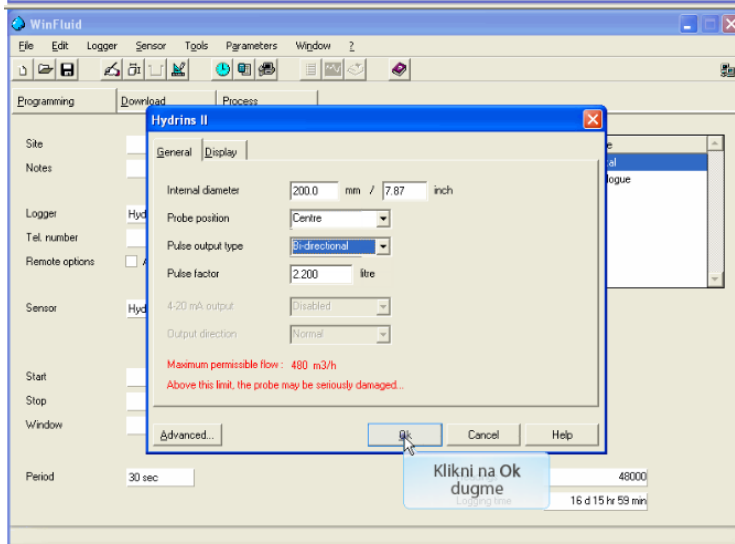 WinFluid
File Edit Logger Sensor Tools Parameters Window ?
Programming Download Process
Hydrins II
General Display
Site
Notes
Internal diameter 200.0 mm / 7.87 inch
Probe position Centre
Logger Hyd
Pulse output type Bi-directional
Tel. number
Pulse factor 2.200 litre
Remote options
4-20 mA output Disabled
Sensor Hyd
Output direction Normal
Maximum permissible flow : 480 m3/h
Above this limit, the probe may be seriously damaged...
Start
Stop
Window
Advanced... Ok Cancel Help
Klikni na Ok
dugme
Period 30 sec 48000
Logging time 16 d 15 hr 59 min